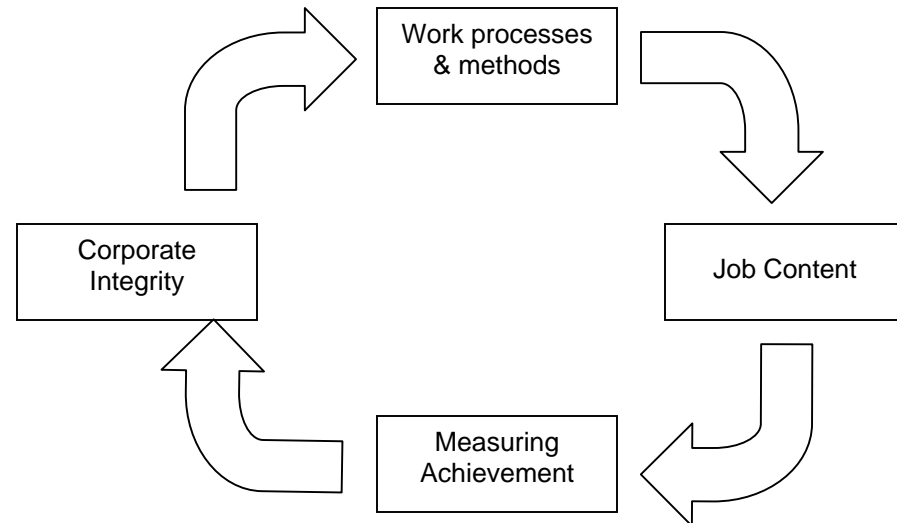 Work processes
& methods
Corporate
Integrity
Job Content
Measuring
Achievement